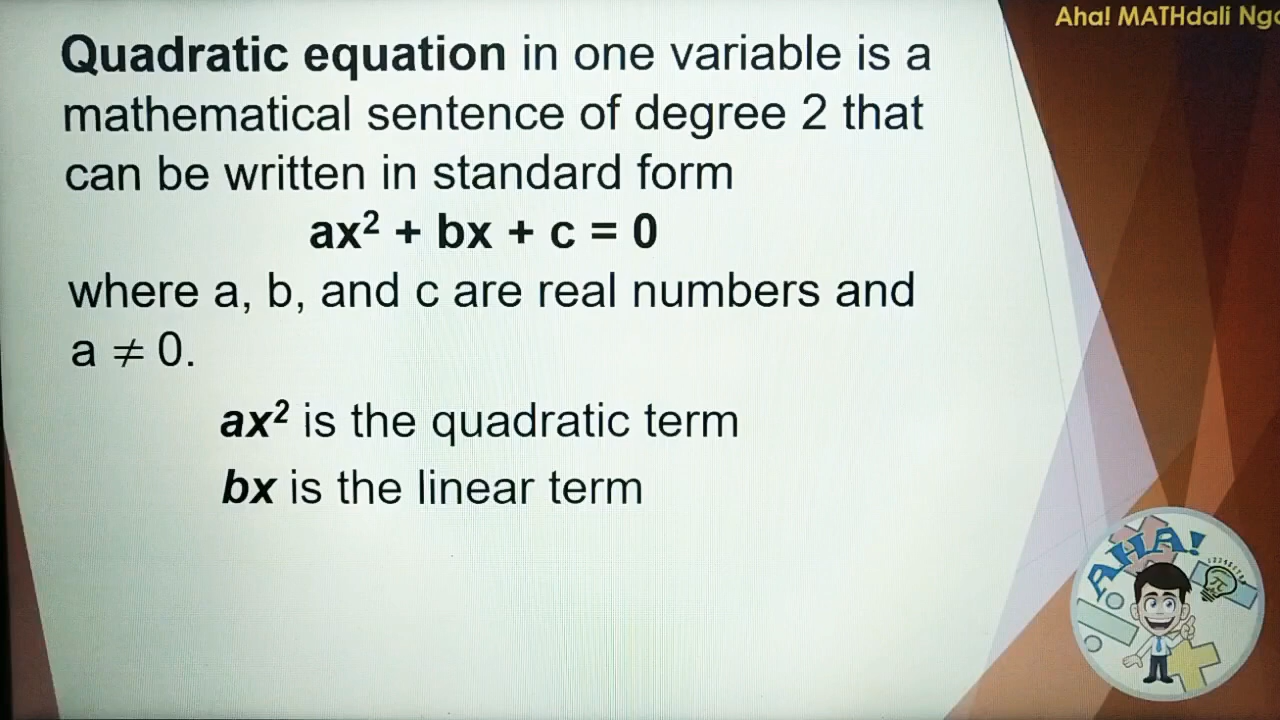 Aha! MATHdali
Quadratic equation in one variable is a
mathematical sentence of degree 2 that
can be written in standard form
ax² + bx + c = 0
where a, b, and c are real numbers and
a ≠ 0.
ax² is the quadratic term
bx is the linear term
AHA!
π